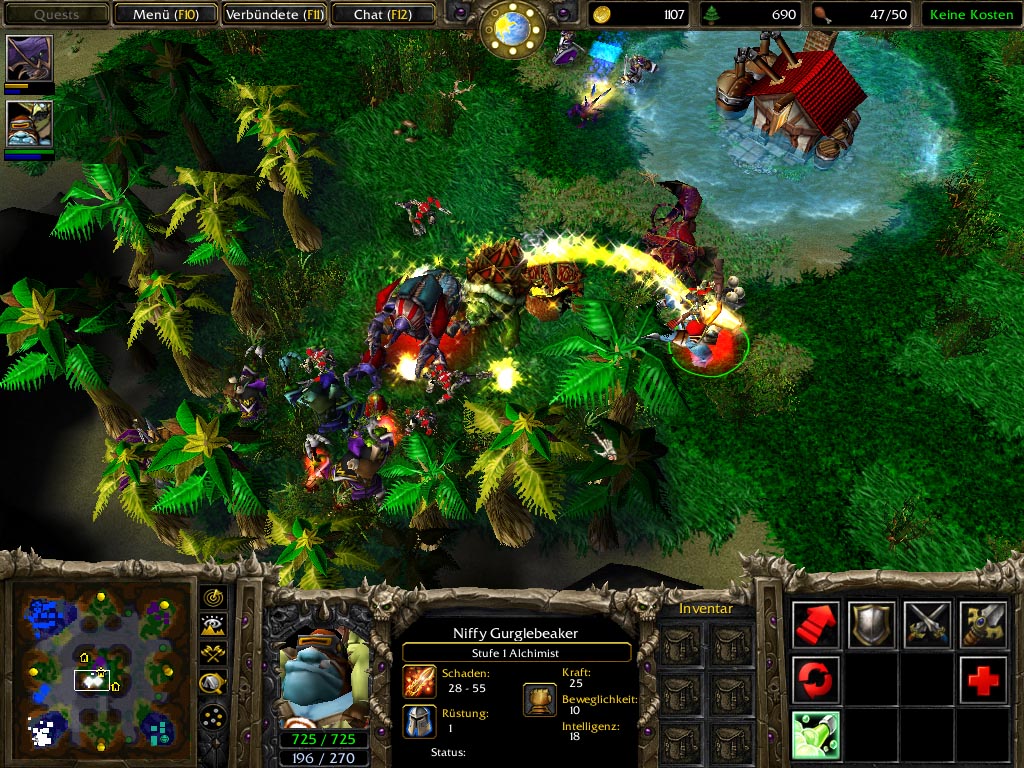 Quests Menü (F10) Verbündete (F11) Chat (F12) 1107 690 47/50 Keine Kosten
Niffy Gurglebeaker
Stufe 1 Alchimist
Schaden:
28 - 55
Rüstung:
1
Kraft:
25
Beweglichkeit:
10
Intelligenz:
18
Status:
Inventar
725 / 725
196 / 270